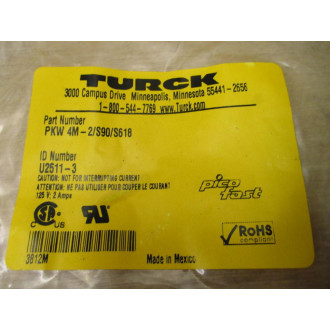 TURCK
3000 Campus Drive Minneapolis, Minnesota 55441-2656
1-800-544-7769 www.Turck.com
Part Number
PKW 4M-2/S90/S618
ID Number
U2511-3
CAUTION: NOT FOR INTERRUPTING CURRENT
ATTENTION: NE PAS UTILISER POUR COUPER LE COURANT
125 V: 2 Amps
pico fast
C US
RoHS
compliant
3812M
Made in Mexico